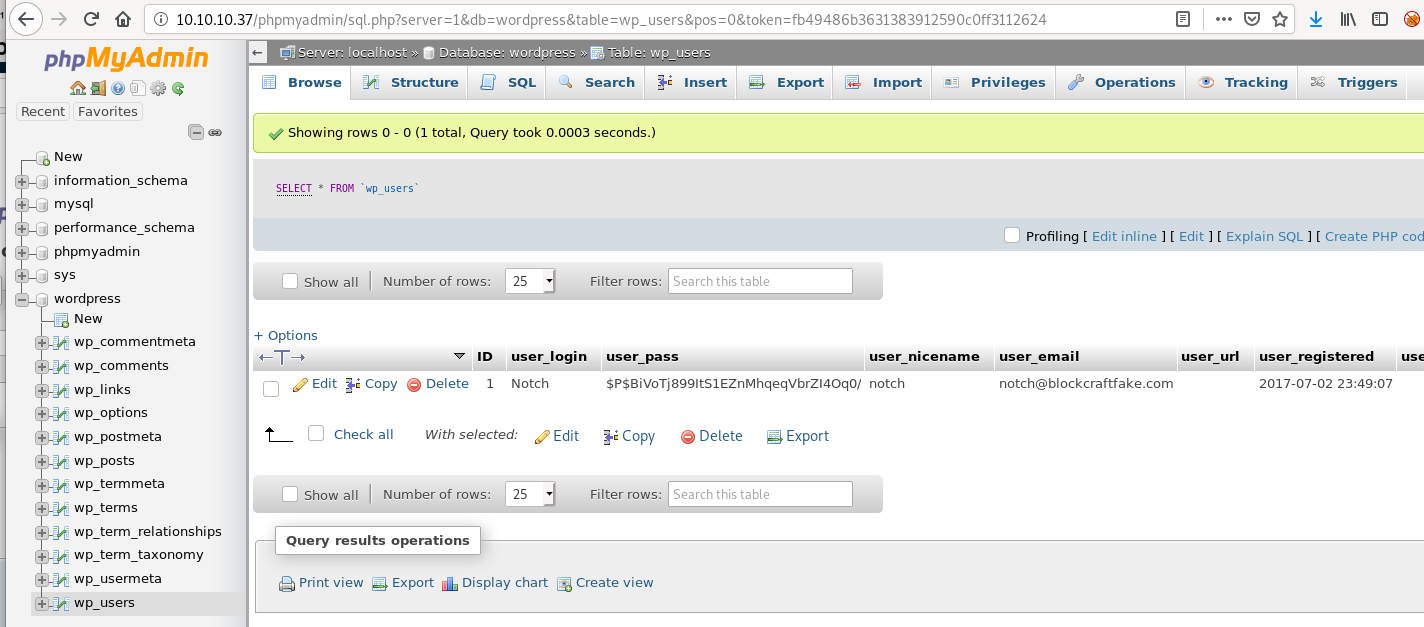 10.10.10.37/phpmyadmin/sql.php?server=1&db=wordpress&table=wp_users&pos=0&token=fb49486b3631383912590c0ff3112624
phpMyAdmin
Recent Favorites
New
information_schema
mysql
performance_schema
phpmyadmin
sys
wordpress
New
wp_commentmeta
wp_comments
wp_links
wp_options
wp_postmeta
wp_posts
wp_termmeta
wp_terms
wp_term_relationships
wp_term_taxonomy
wp_usermeta
wp_users
Server: localhost » Database: wordpress » Table: wp_users
Browse Structure SQL Search Insert Export Import Privileges Operations Tracking Triggers
Showing rows 0 - 0 (1 total, Query took 0.0003 seconds.)
SELECT * FROM `wp_users`
Profiling [ Edit inline ] [ Edit ] [ Explain SQL ] [ Create PHP cod
Show all Number of rows: 25 Filter rows: Search this table
+ Options
ID user_login user_pass user_nicename user_email user_url user_registered use
Edit Copy Delete 1 Notch $P$BiVoTj899ItS1EZnMhqeqVbrZI4Oq0/ notch notch@blockcraftfake.com 2017-07-02 23:49:07
Check all With selected: Edit Copy Delete Export
Show all Number of rows: 25 Filter rows: Search this table
Query results operations
Print view Export Display chart Create view